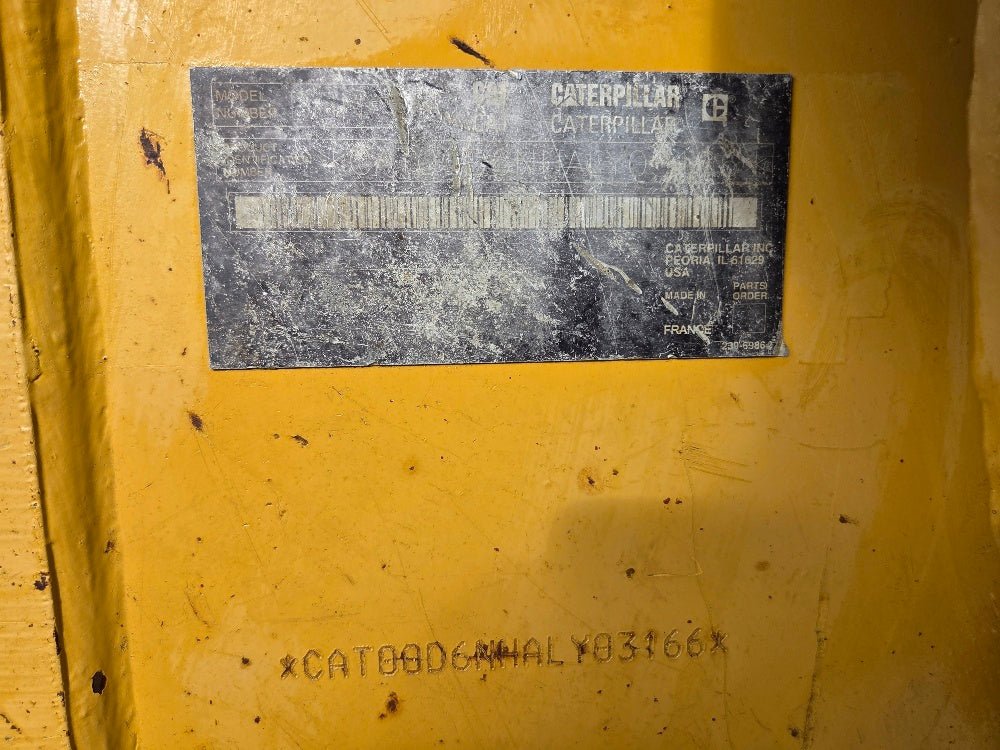 MODEL
NUMBER
CAT CATERPILLAR C
CAT CATERPILLAR
PRODUCT
IDENTIFICATION
NUMBER
CATERPILLAR INC.
PEORIA, IL 61629
USA
MADE IN
PARTS
ORDER
FRANCE
*CAT00D6NHALY03166*